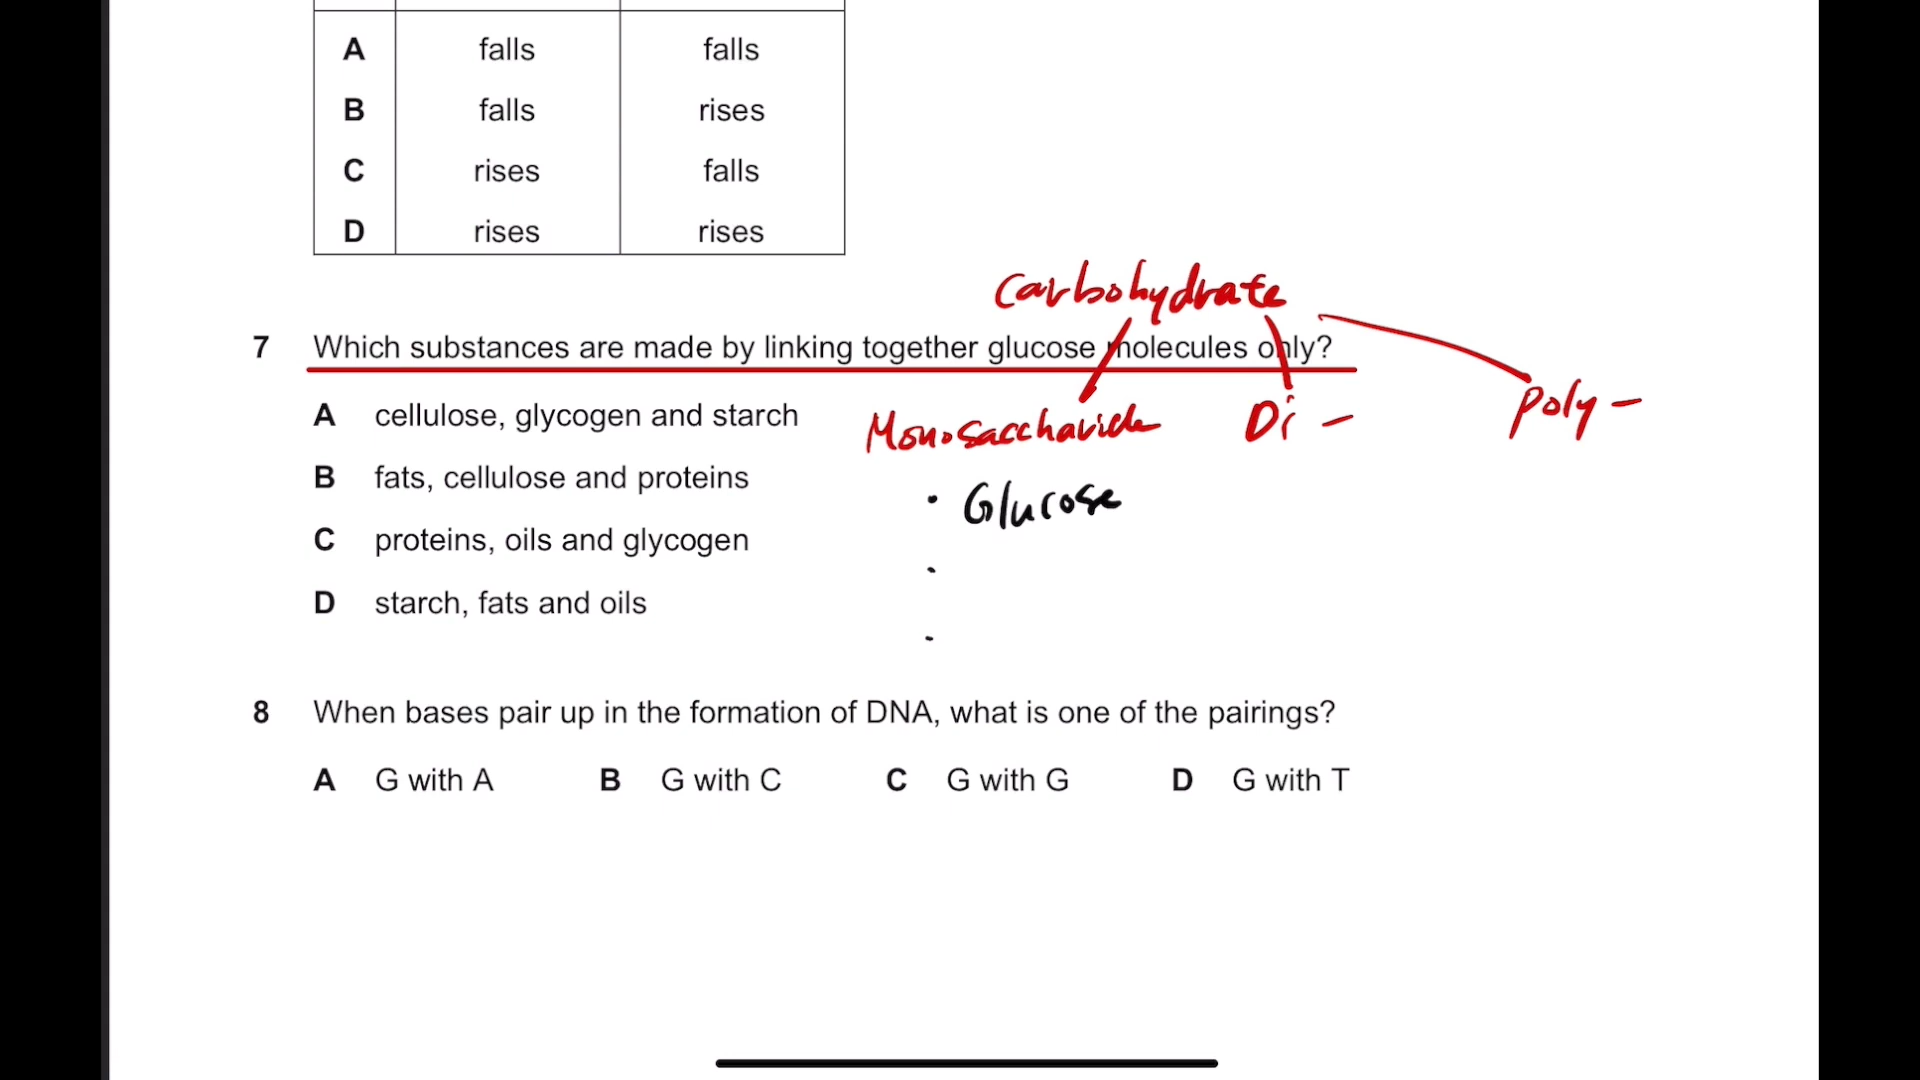 A falls falls
B falls rises
C rises falls
D rises rises
Carbohydrate
7 Which substances are made by linking together glucose molecules only?
A cellulose, glycogen and starch
Monosaccharide Di - Poly -
B fats, cellulose and proteins
• Glucose
C proteins, oils and glycogen
D starch, fats and oils
8 When bases pair up in the formation of DNA, what is one of the pairings?
A G with A B G with C C G with G D G with T